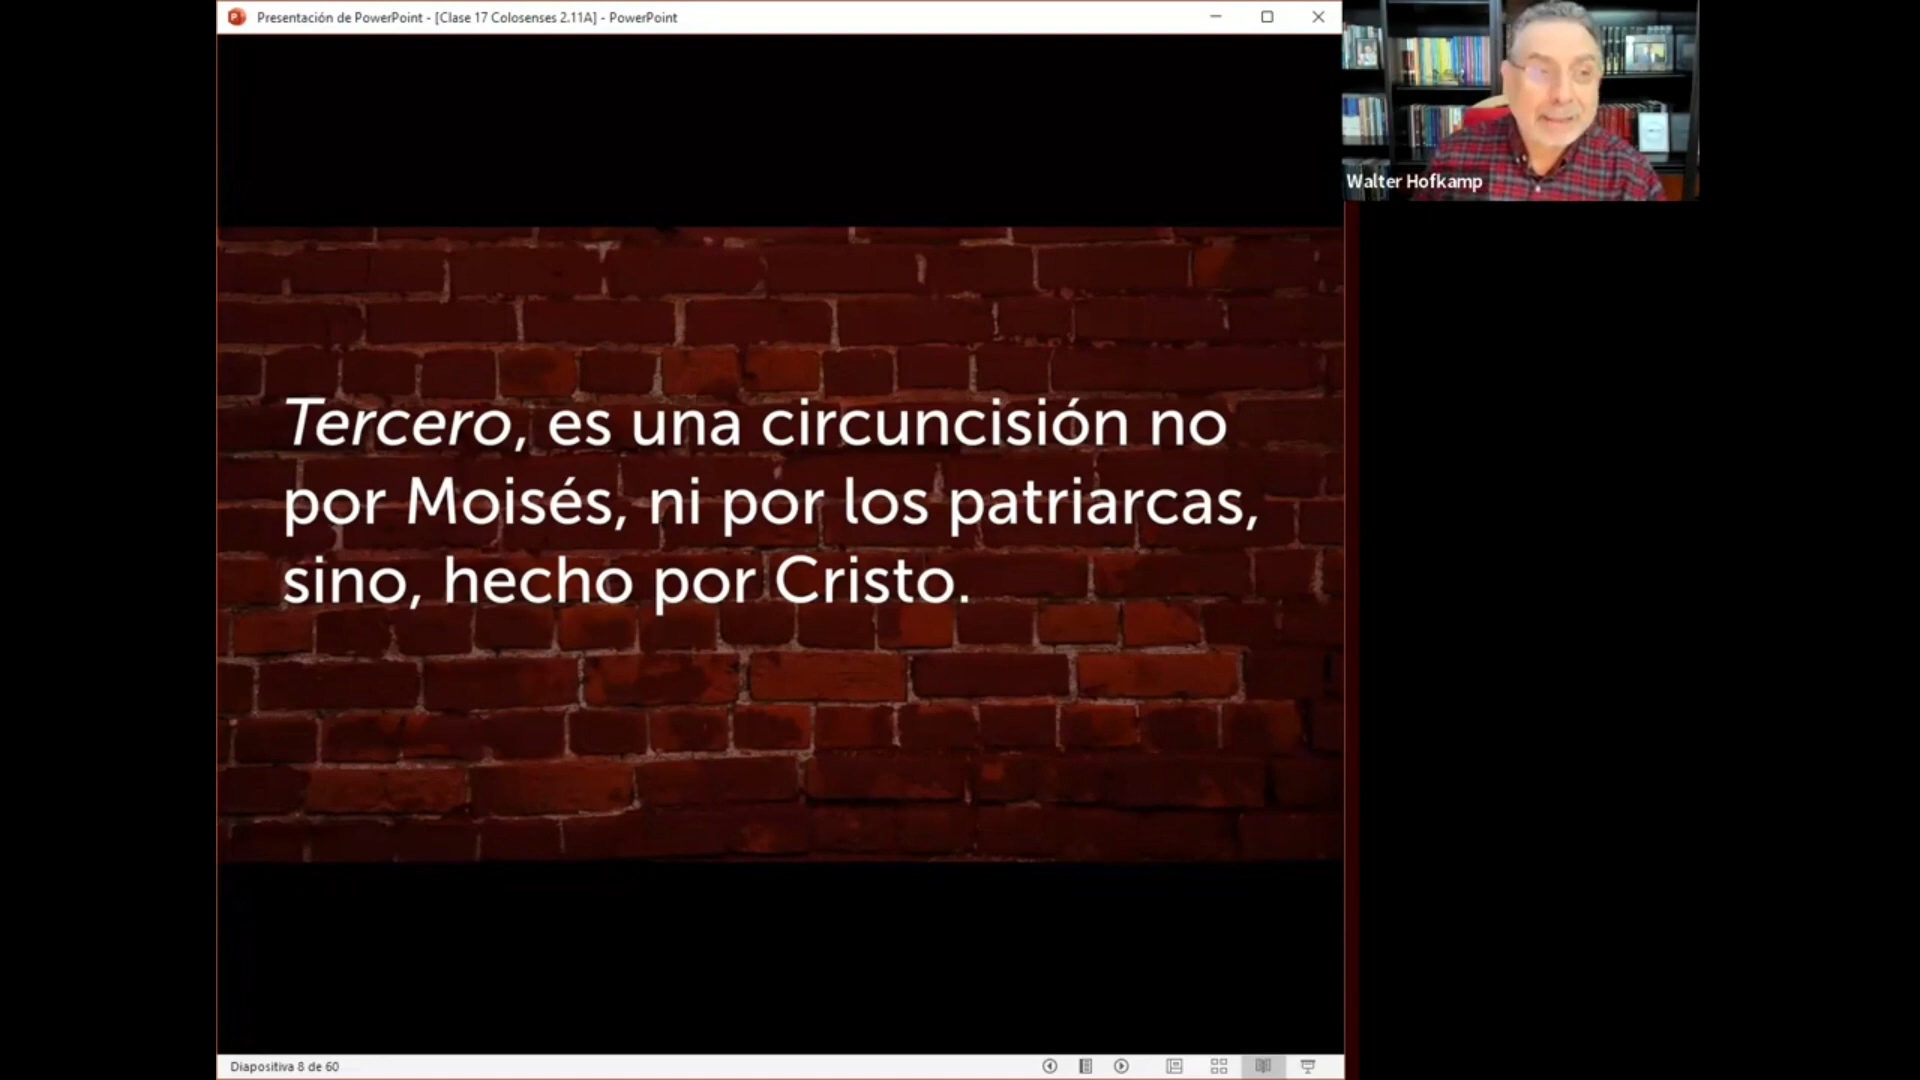 Presentación de PowerPoint - [Clase 17 Colosenses 2.11A] - PowerPoint
Walter Hofkamp
Tercero, es una circuncisión no
por Moisés, ni por los patriarcas,
sino, hecho por Cristo.
Diapositiva 8 de 60